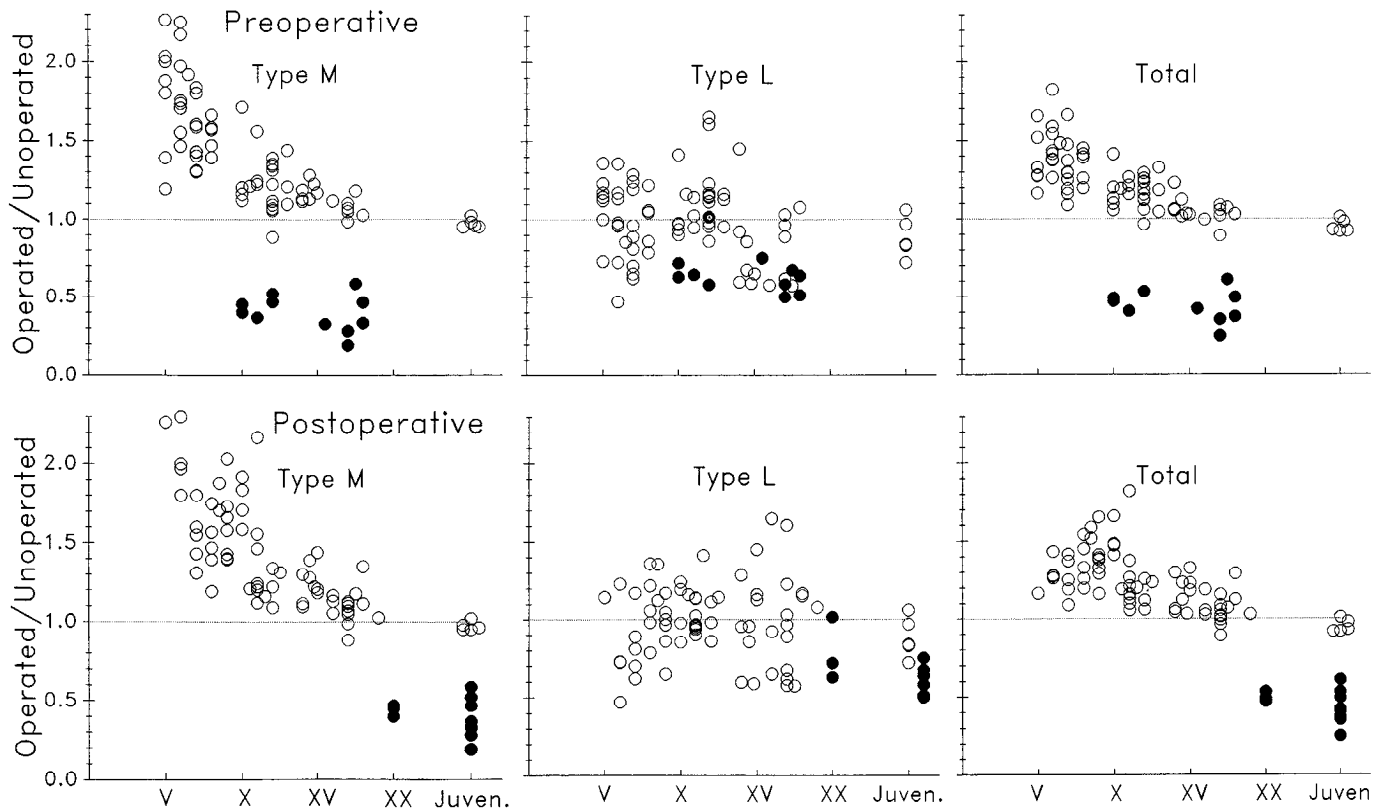 Preoperative
Type M
Type L
Total
Operated/Unoperated
2.0
1.5
1.0
0.5
0.0
Postoperative
Type M
Type L
Total
Operated/Unoperated
2.0
1.5
1.0
0.5
0.0
V X XV XX Juven.
V X XV XX Juven.
V X XV XX Juven